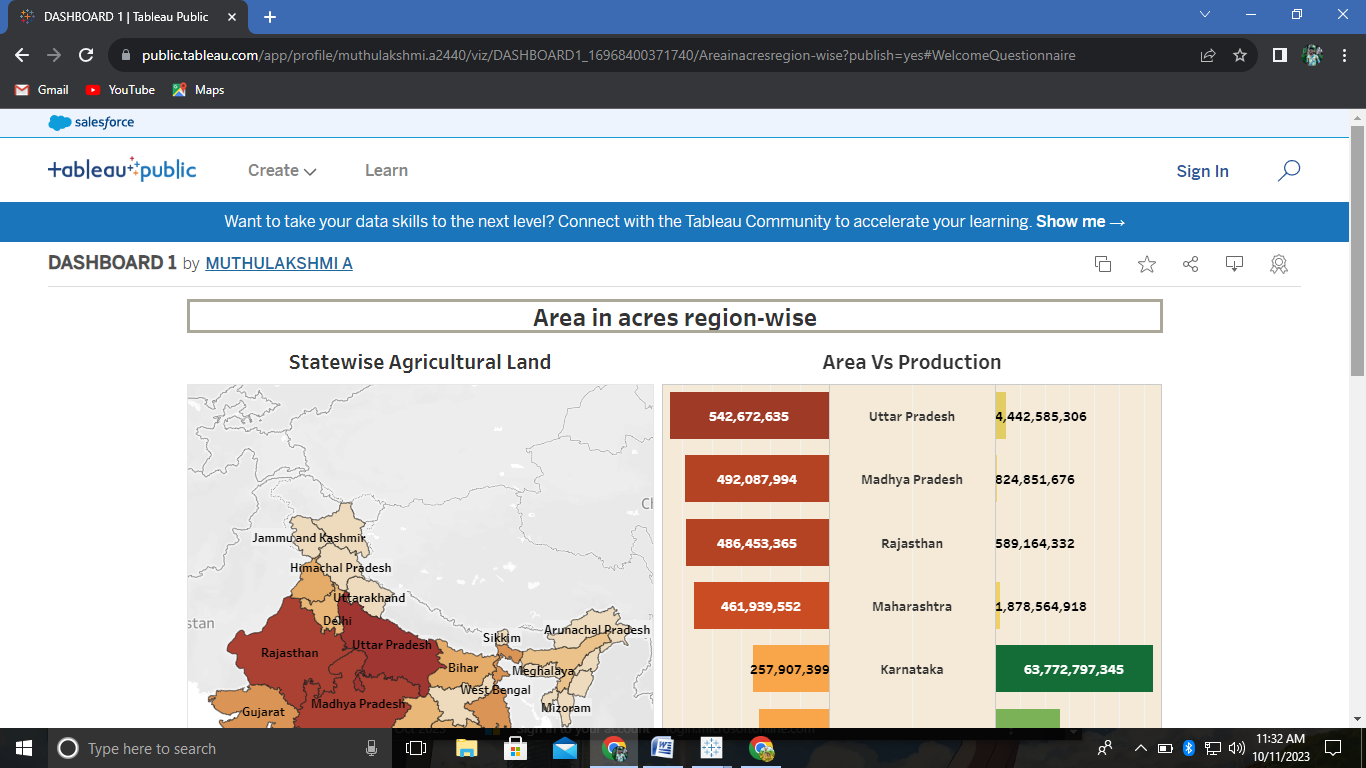 DASHBOARD 1 | Tableau Public
public.tableau.com/app/profile/muthulakshmi.a2440/viz/DASHBOARD1_16968400371740/Areainacresregion-wise?publish=yes#WelcomeQuestionnaire
Gmail YouTube Maps
salesforce
+ableau+public Create Learn Sign In
Want to take your data skills to the next level? Connect with the Tableau Community to accelerate your learning. Show me →
DASHBOARD 1 by MUTHULAKSHMI A
Area in acres region-wise
Statewise Agricultural Land
Jammu and Kashmir
Himachal Pradesh
Uttarakhand
stan
Delhi
Arunachal Pradesh
Sikkim
Uttar Pradesh
Rajasthan
Bihar
Meghalaya
West Bengal
Madhya Pradesh
Mizoram
Gujarat
Area Vs Production
542,672,635 Uttar Pradesh 4,442,585,306
492,087,994 Madhya Pradesh 824,851,676
486,453,365 Rajasthan 589,164,332
461,939,552 Maharashtra 1,878,564,918
257,907,399 Karnataka 63,772,797,345
Type here to search
11:32 AM
10/11/2023